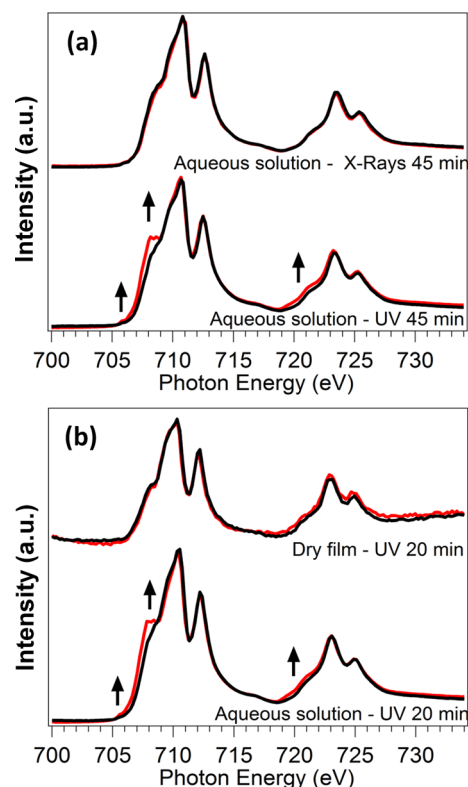 (a)
Intensity (a.u.)
Aqueous solution - X-Rays 45 min
Aqueous solution - UV 45 min
700 705 710 715 720 725 730
Photon Energy (eV)
(b)
Intensity (a.u.)
Dry film - UV 20 min
Aqueous solution - UV 20 min
700 705 710 715 720 725 730
Photon Energy (eV)